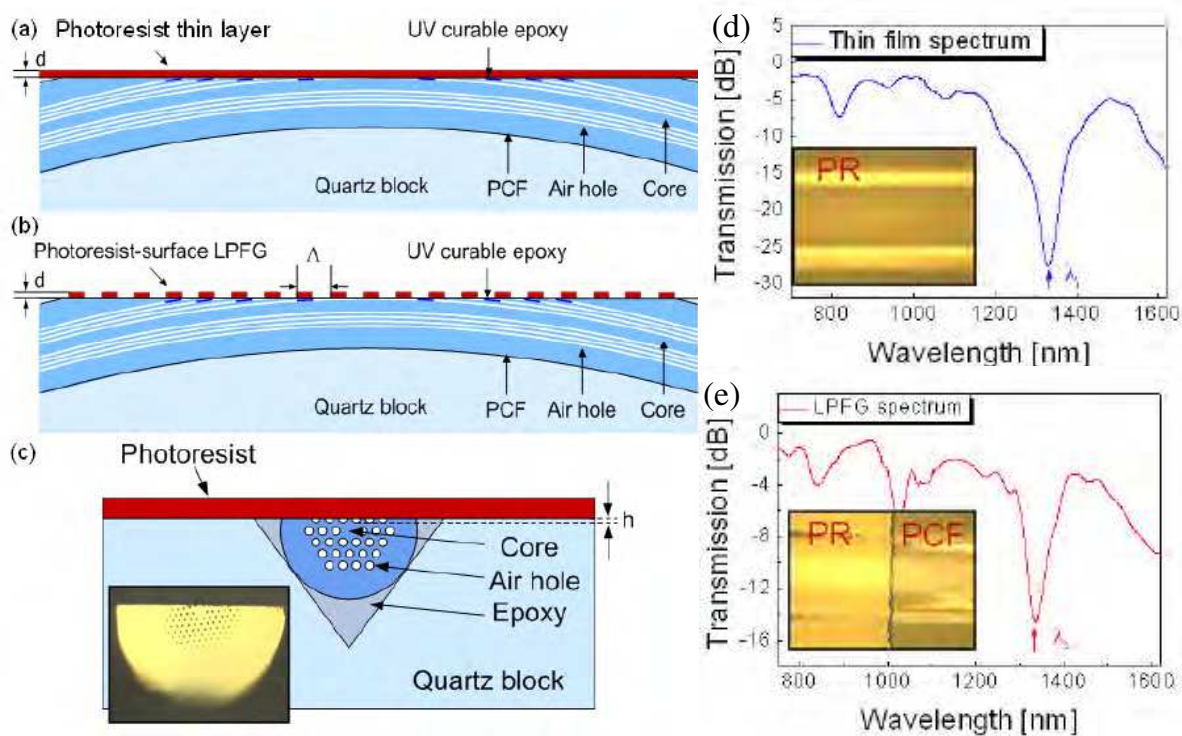 (a)
Photoresist thin layer
UV curable epoxy
d
Quartz block
PCF
Air hole
Core
(b)
Photoresist-surface LPFG
Λ
UV curable epoxy
d
Quartz block
PCF
Air hole
Core
(c)
Photoresist
h
Core
Air hole
Epoxy
Quartz block
(d)
Thin film spectrum
Transmission [dB]
0
-5
-10
-15
-20
-25
-30
PR
800
1000
1200
1400
1600
Wavelength [nm]
(e)
LPFG spectrum
Transmission [dB]
0
-4
-8
-12
-16
PR
PCF
800
1000
1200
1400
1600
Wavelength [nm]